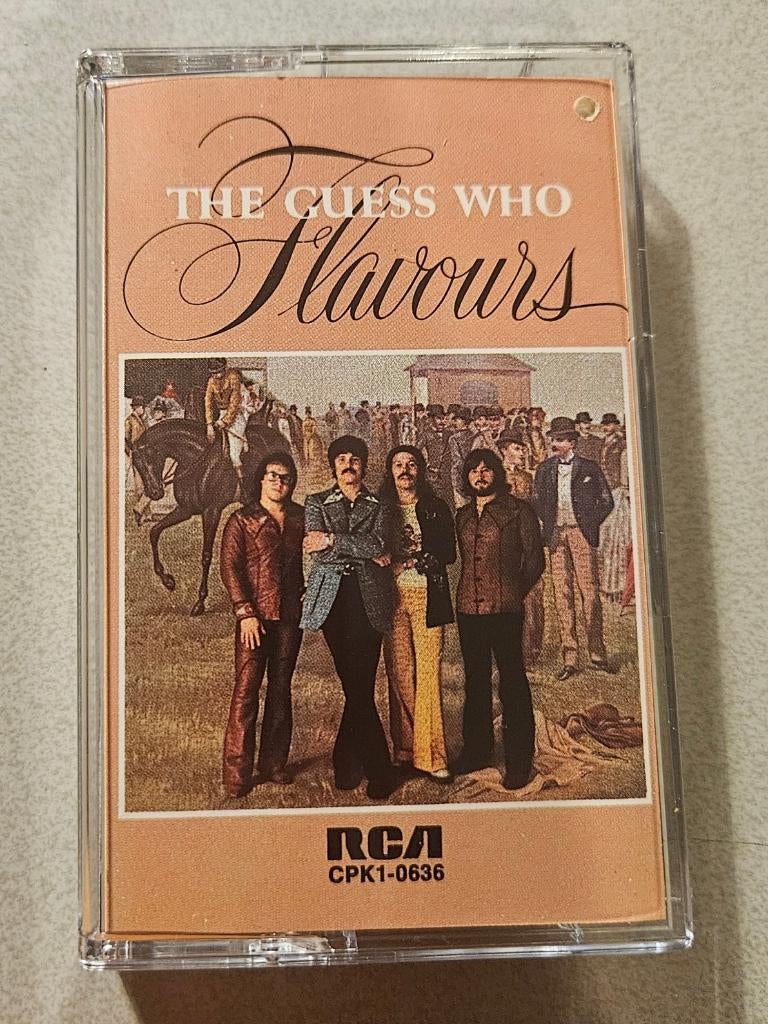 THE GUESS WHO
Flavours
RCA
CPK1-0636